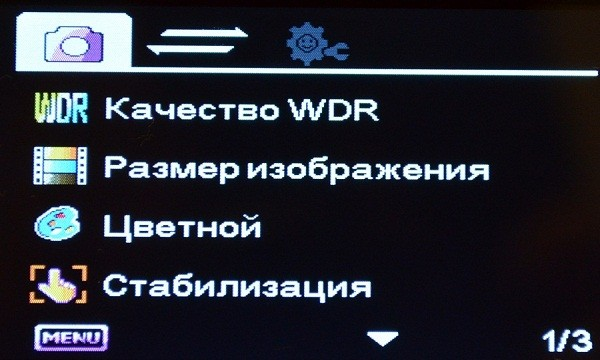 WDR Качество WDR
Размер изображения
Цветной
Стабилизация
MENU 1/3